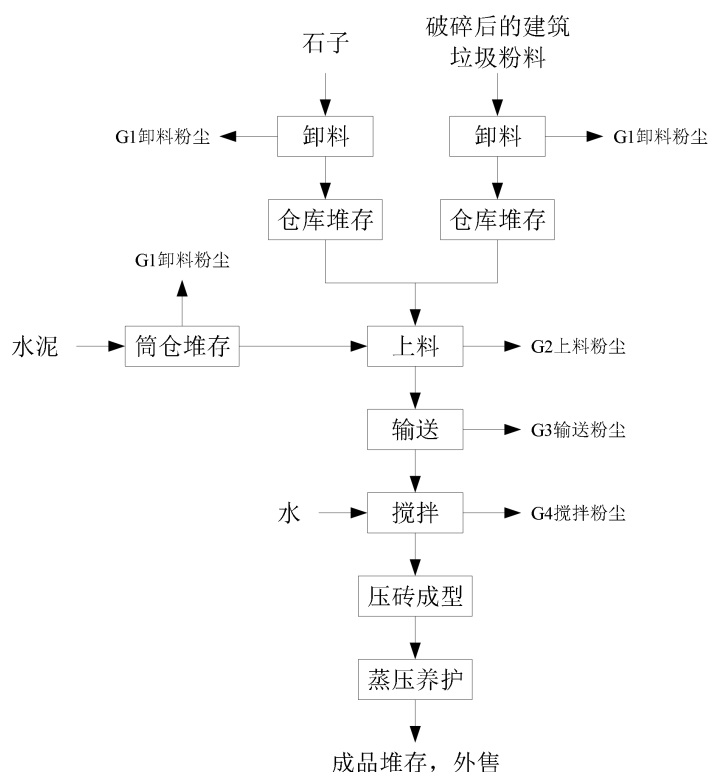 石子
破碎后的建筑
垃圾粉料
G1卸料粉尘
卸料
卸料
G1卸料粉尘
仓库堆存
仓库堆存
G1卸料粉尘
水泥
筒仓堆存
上料
G2上料粉尘
输送
G3输送粉尘
水
搅拌
G4搅拌粉尘
压砖成型
蒸压养护
成品堆存，外售